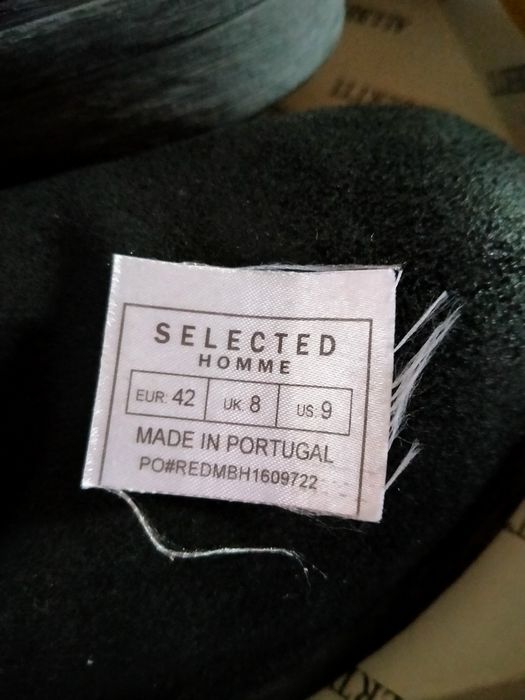 SELECTED
HOMME
EUR: 42 UK 8 US 9
MADE IN PORTUGAL
PO#REDMBH1609722